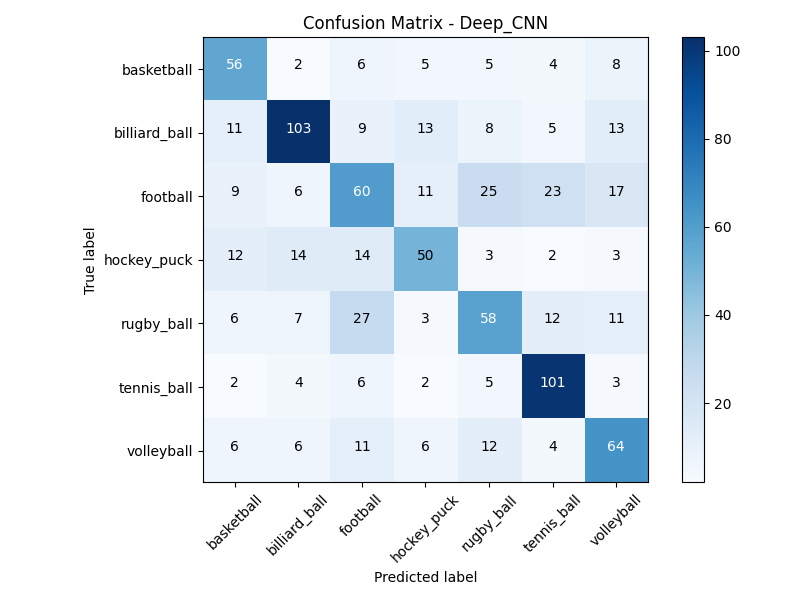 Confusion Matrix - Deep_CNN
True label
basketball 56 2 6 5 5 4 8
billiard_ball 11 103 9 13 8 5 13
football 9 6 60 11 25 23 17
hockey_puck 12 14 14 50 3 2 3
rugby_ball 6 7 27 3 58 12 11
tennis_ball 2 4 6 2 5 101 3
volleyball 6 6 11 6 12 4 64
basketball billiard_ball football hockey_puck rugby_ball tennis_ball volleyball
Predicted label
100
80
60
40
20